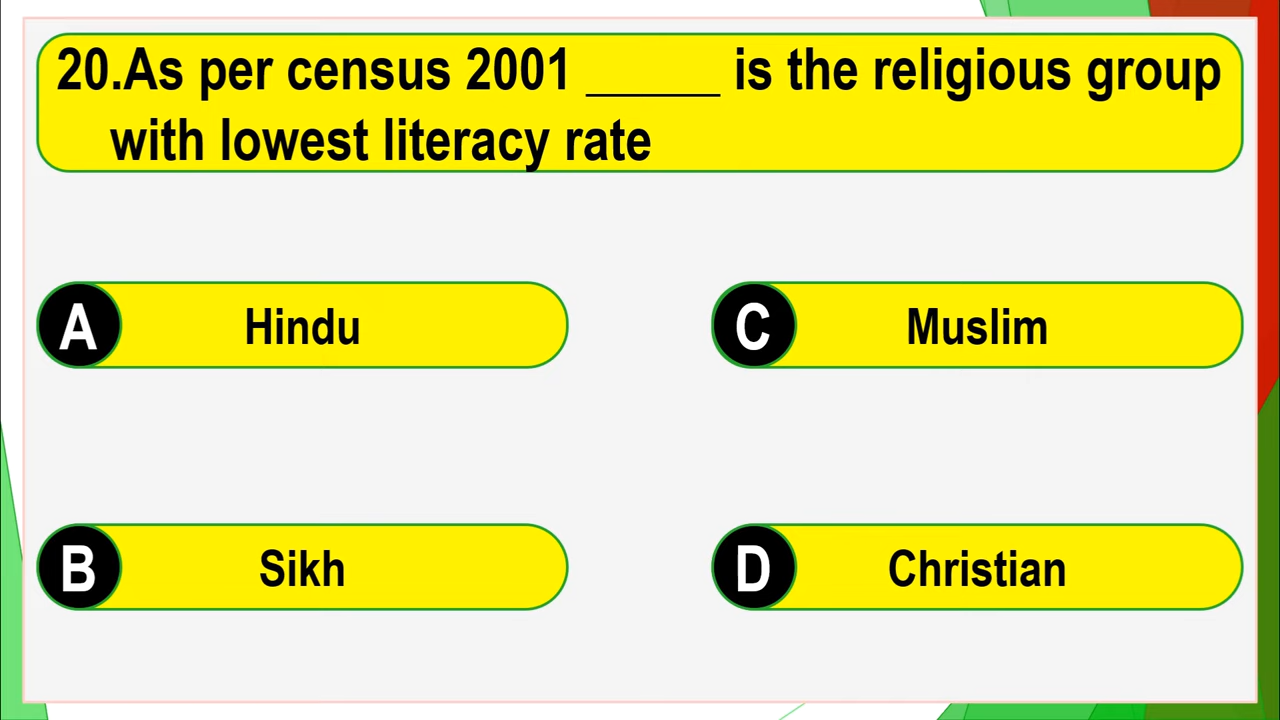 20.As per census 2001 _____ is the religious group
with lowest literacy rate
A Hindu
C Muslim
B Sikh
D Christian